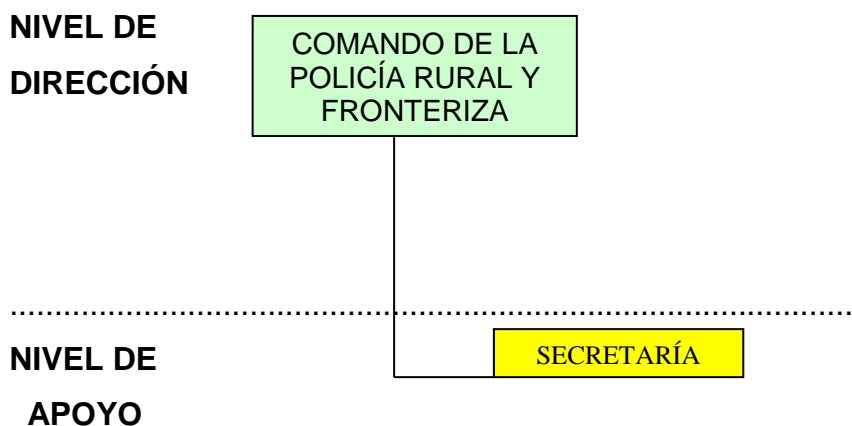 NIVEL DE
DIRECCIÓN
COMANDO DE LA
POLICÍA RURAL Y
FRONTERIZA
NIVEL DE
APOYO
SECRETARÍA